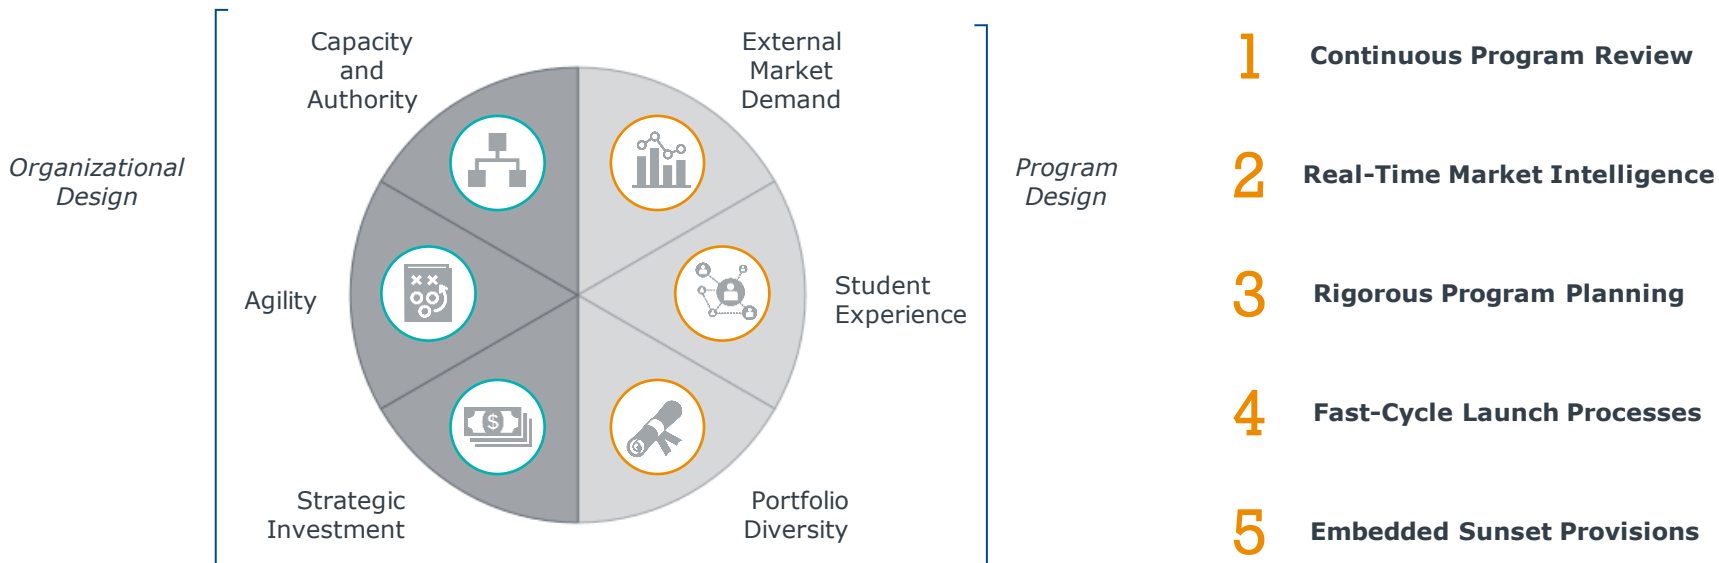 Organizational
Design
Capacity
and
Authority
Agility
Strategic
Investment
$
External
Market
Demand
Student
Experience
Portfolio
Diversity
Program
Design
1 Continuous Program Review
2 Real-Time Market Intelligence
3 Rigorous Program Planning
4 Fast-Cycle Launch Processes
5 Embedded Sunset Provisions